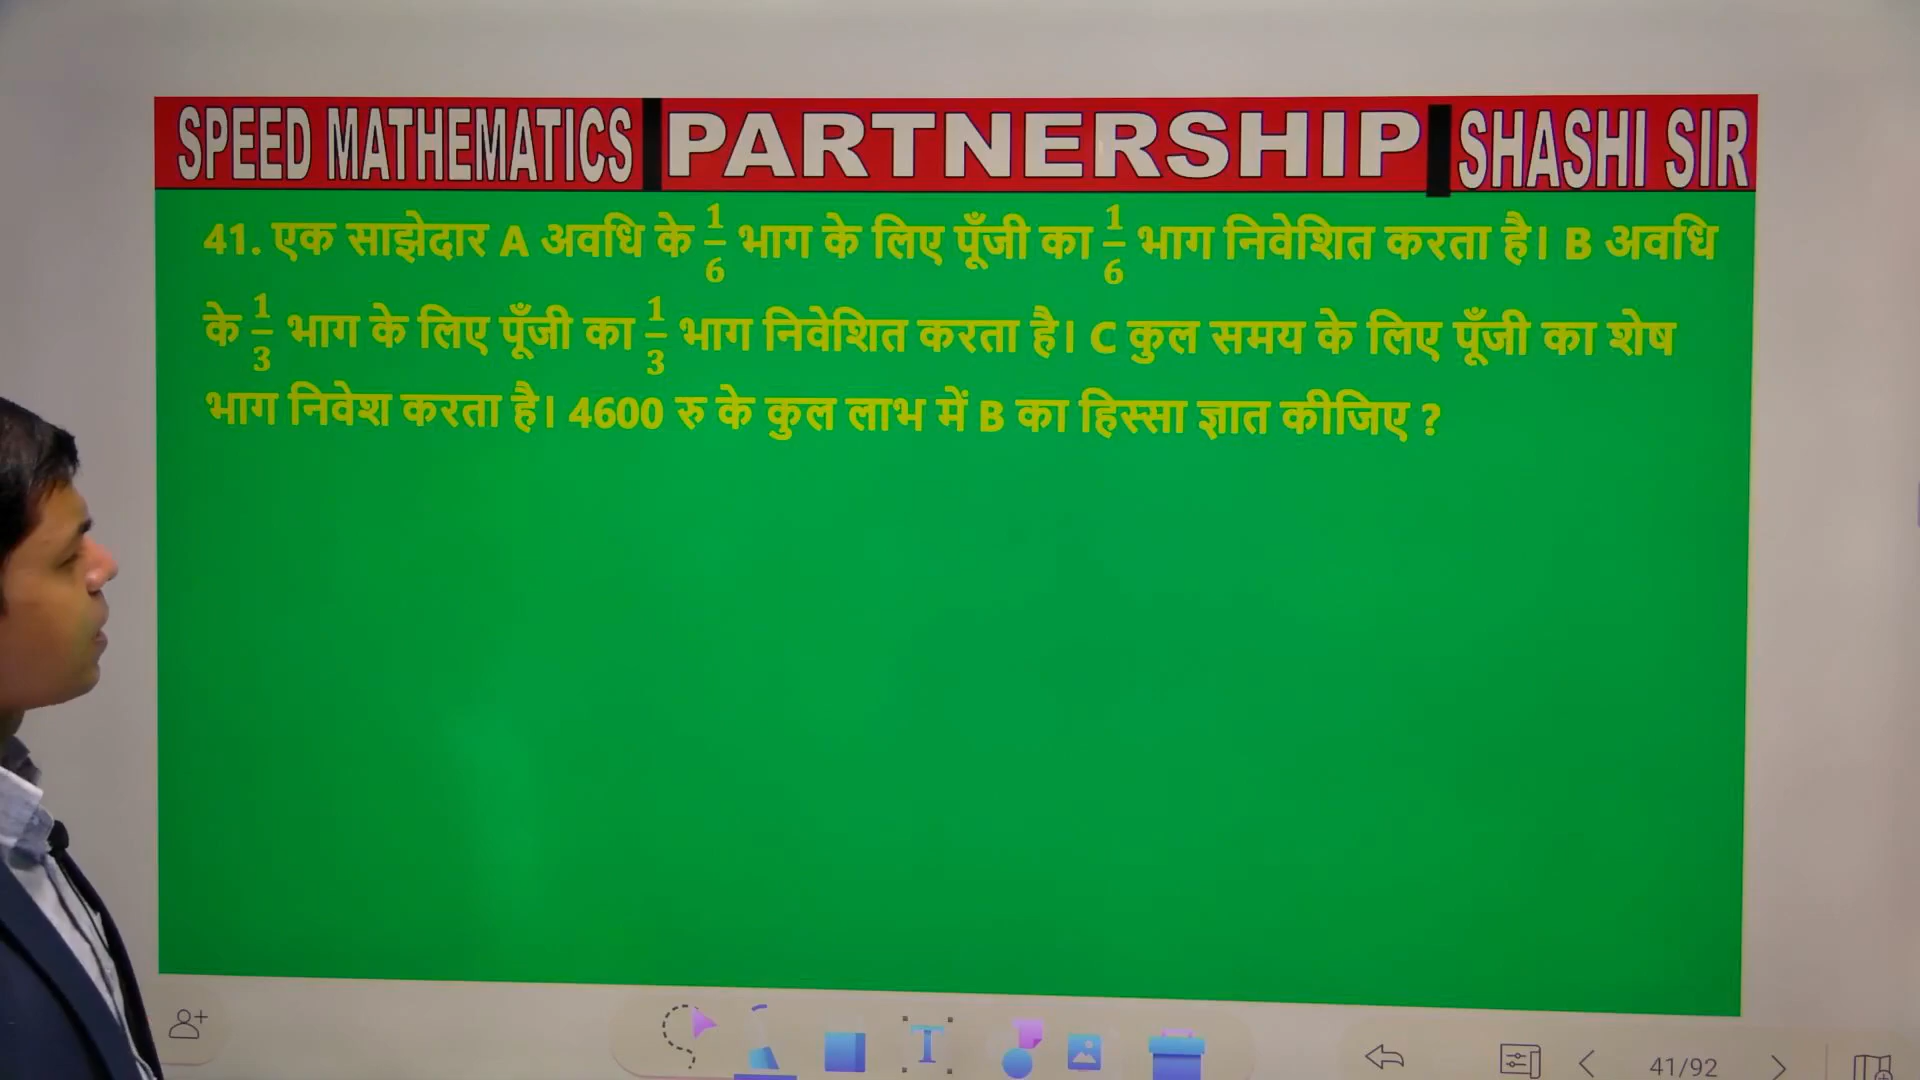 SPEED MATHEMATICS PARTNERSHIP SHASHI SIR
41. एक साझेदार A अवधि के 1/6 भाग के लिए पूँजी का 1/6 भाग निवेशित करता है। B अवधि
के 1/3 भाग के लिए पूँजी का 1/3 भाग निवेशित करता है। C कुल समय के लिए पूँजी का शेष
भाग निवेश करता है। 4600 रु के कुल लाभ में B का हिस्सा ज्ञात कीजिए ?
T
41/92